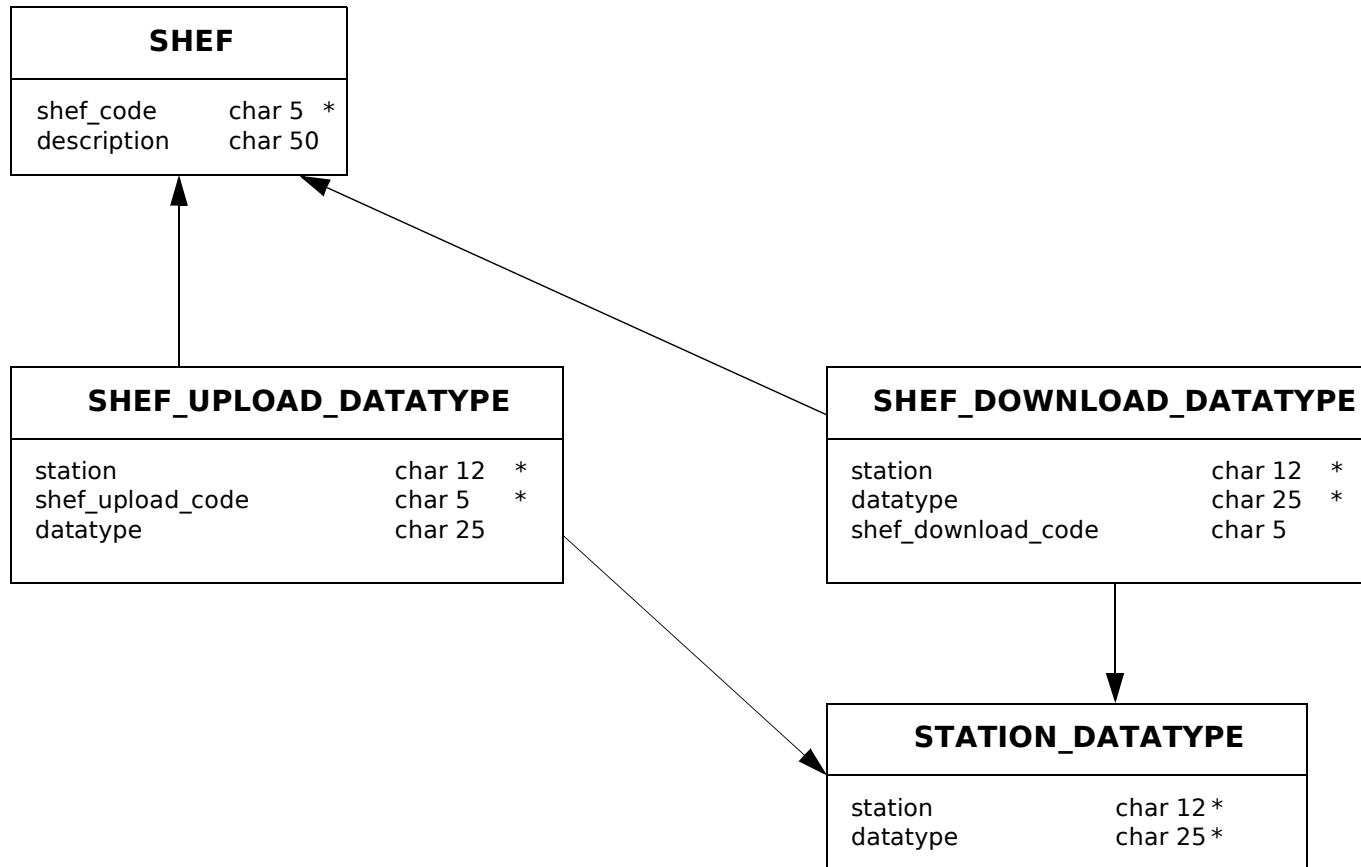 SHEF
shef_code char 5 *
description char 50
SHEF_UPLOAD_DATATYPE
station char 12 *
shef_upload_code char 5 *
datatype char 25
SHEF_DOWNLOAD_DATATYPE
station char 12 *
datatype char 25 *
shef_download_code char 5
STATION_DATATYPE
station char 12 *
datatype char 25 *